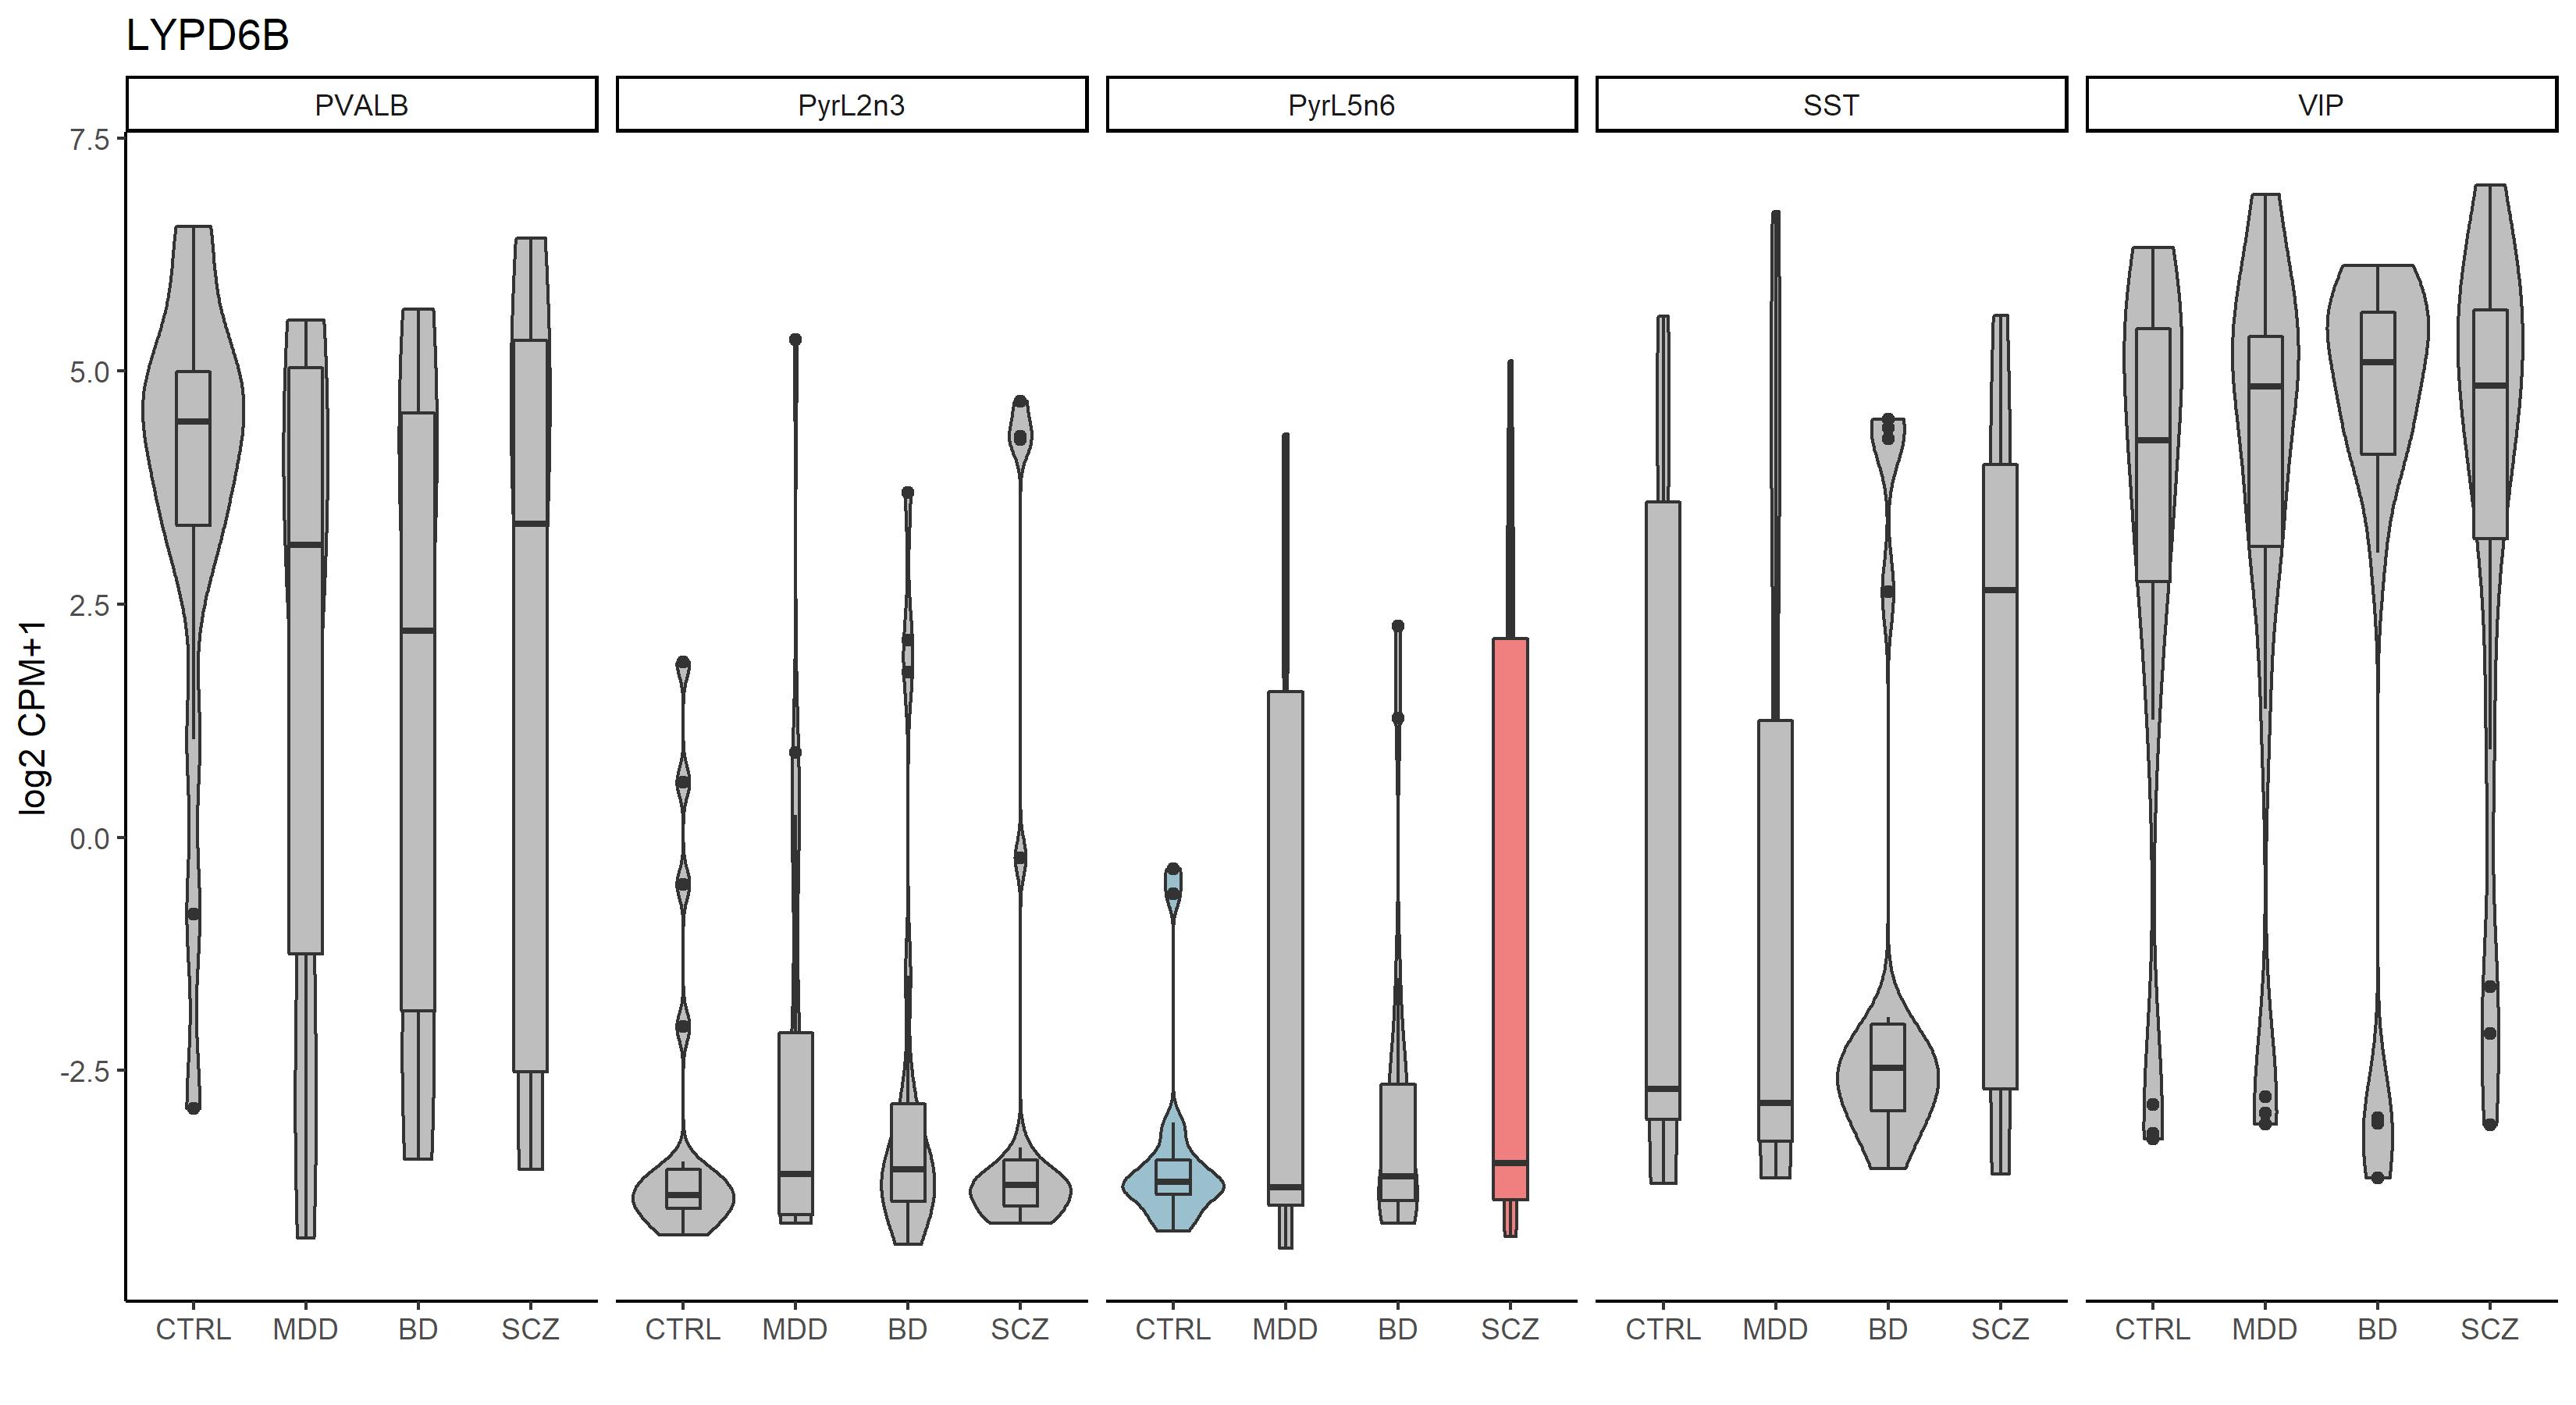 LYPD6B
PVALB PyrL2n3 PyrL5n6 SST VIP
log2 CPM+1
7.5
5.0
2.5
0.0
-2.5
CTRL MDD BD SCZ CTRL MDD BD SCZ CTRL MDD BD SCZ CTRL MDD BD SCZ CTRL MDD BD SCZ